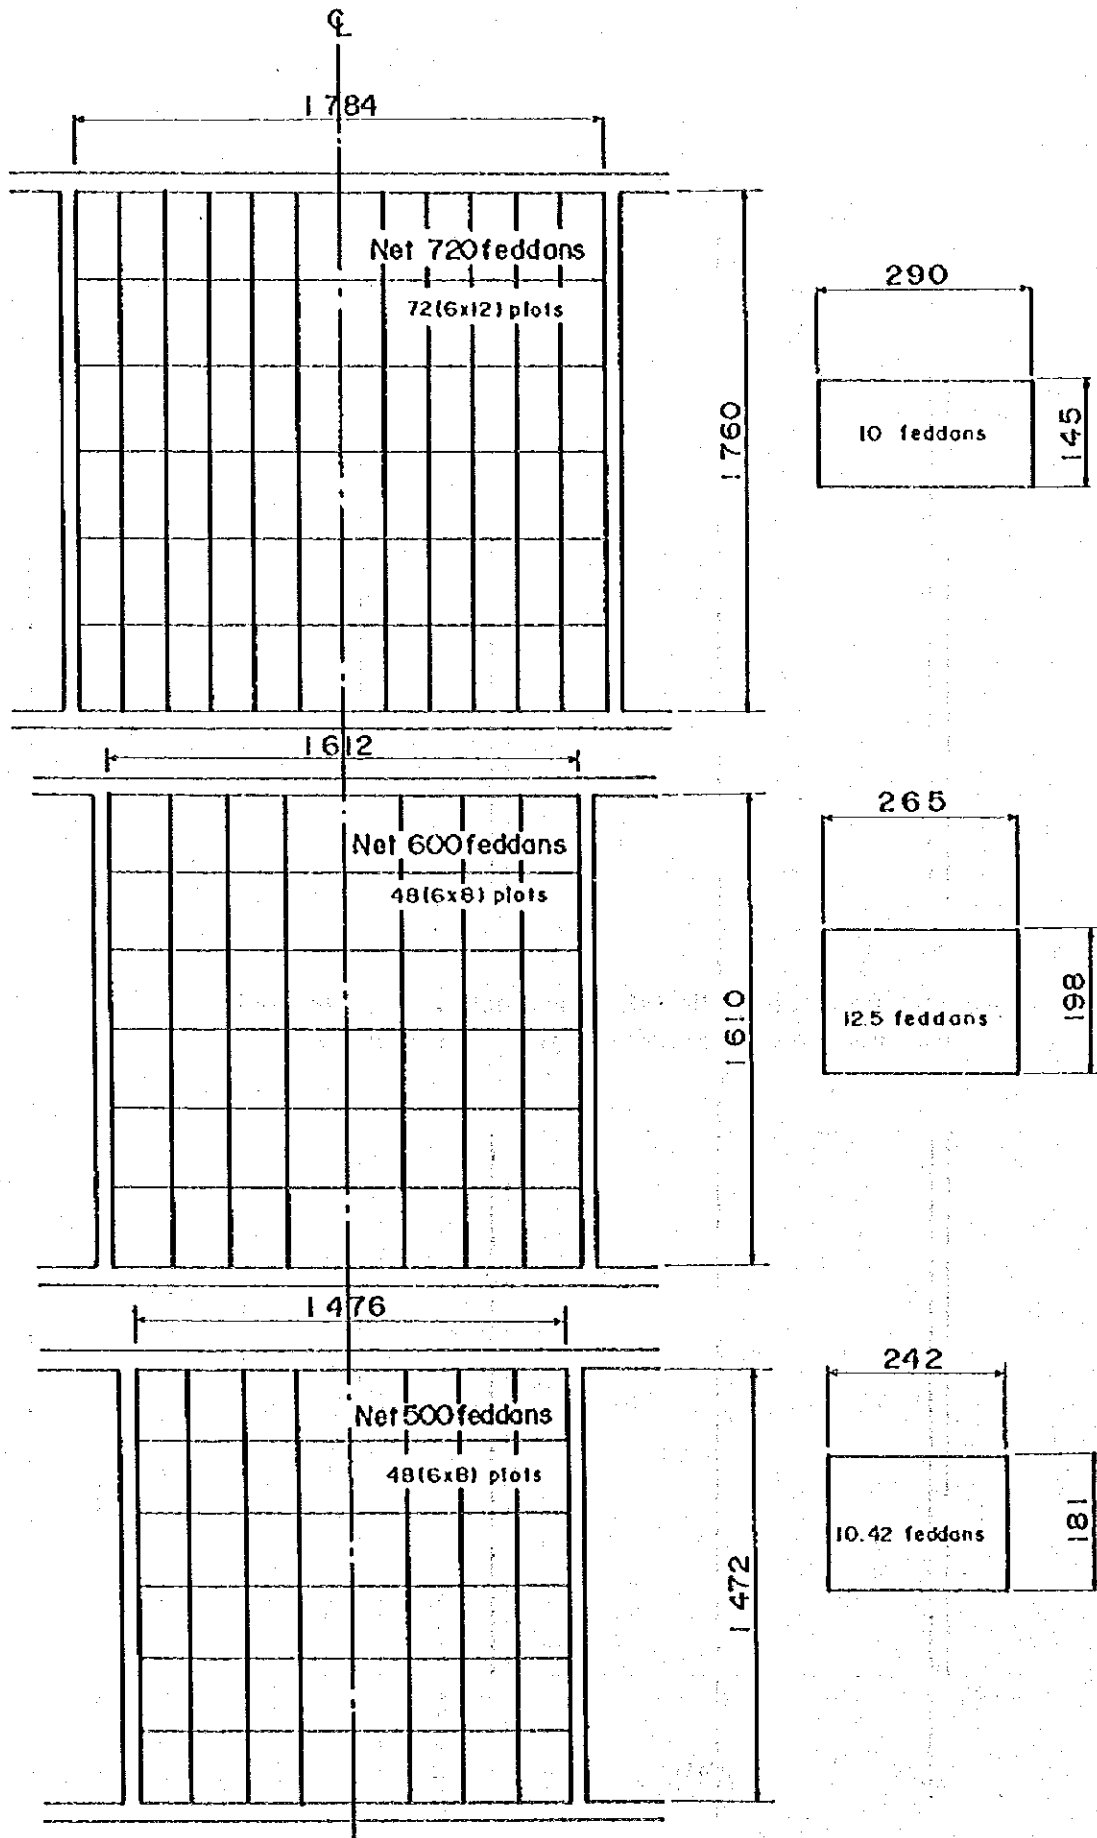 ℄
1784
Net 720 feddans
72(6x12) plots
1760
290
10 feddans
145
1612
Net 600 feddans
48(6x8) plots
1610
265
12.5 feddans
198
1476
Net 500 feddans
48(6x8) plots
1472
242
10.42 feddans
181